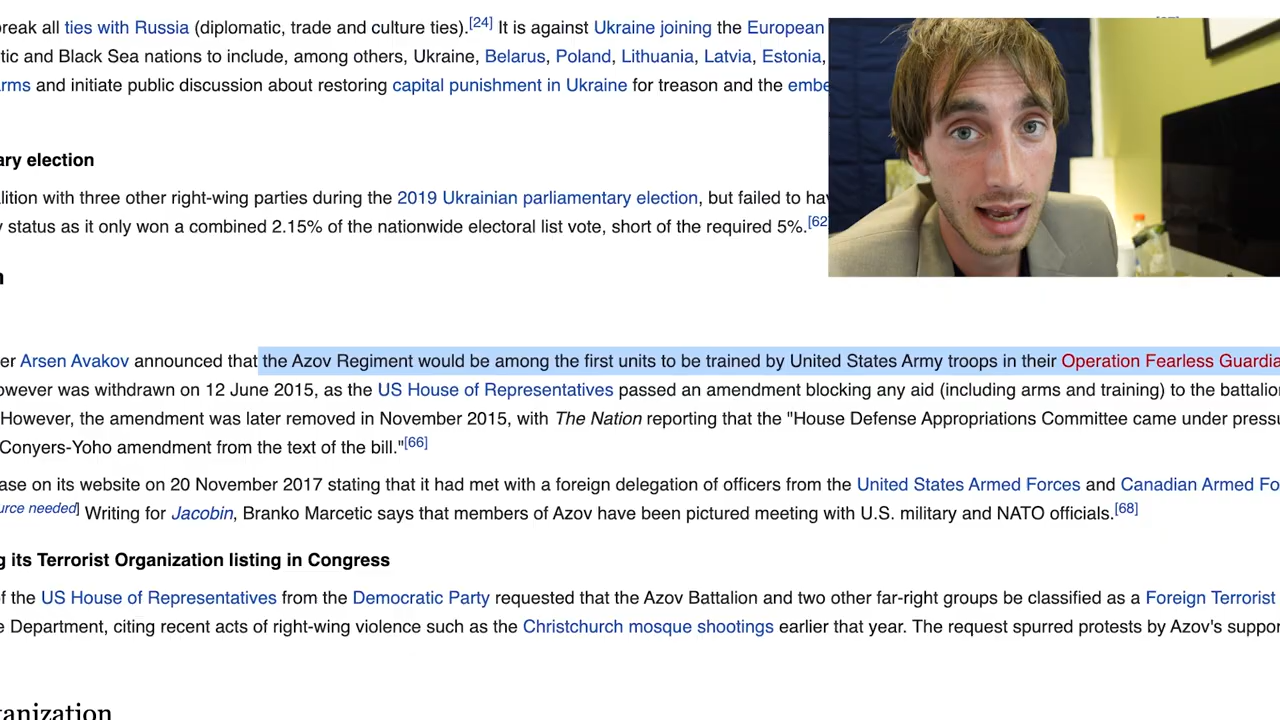 reak all ties with Russia (diplomatic, trade and culture ties).[24] It is against Ukraine joining the European
tic and Black Sea nations to include, among others, Ukraine, Belarus, Poland, Lithuania, Latvia, Estonia,
rms and initiate public discussion about restoring capital punishment in Ukraine for treason and the embe
ary election
lition with three other right-wing parties during the 2019 Ukrainian parliamentary election, but failed to hav
y status as it only won a combined 2.15% of the nationwide electoral list vote, short of the required 5%.[62
n
er Arsen Avakov announced that the Azov Regiment would be among the first units to be trained by United States Army troops in their Operation Fearless Guardia
owever was withdrawn on 12 June 2015, as the US House of Representatives passed an amendment blocking any aid (including arms and training) to the battalio
However, the amendment was later removed in November 2015, with The Nation reporting that the "House Defense Appropriations Committee came under pressu
Conyers-Yoho amendment from the text of the bill."[66]
ase on its website on 20 November 2017 stating that it had met with a foreign delegation of officers from the United States Armed Forces and Canadian Armed Fo
urce needed] Writing for Jacobin, Branko Marcetic says that members of Azov have been pictured meeting with U.S. military and NATO officials.[68]
g its Terrorist Organization listing in Congress
of the US House of Representatives from the Democratic Party requested that the Azov Battalion and two other far-right groups be classified as a Foreign Terrorist
e Department, citing recent acts of right-wing violence such as the Christchurch mosque shootings earlier that year. The request spurred protests by Azov's suppor
anization